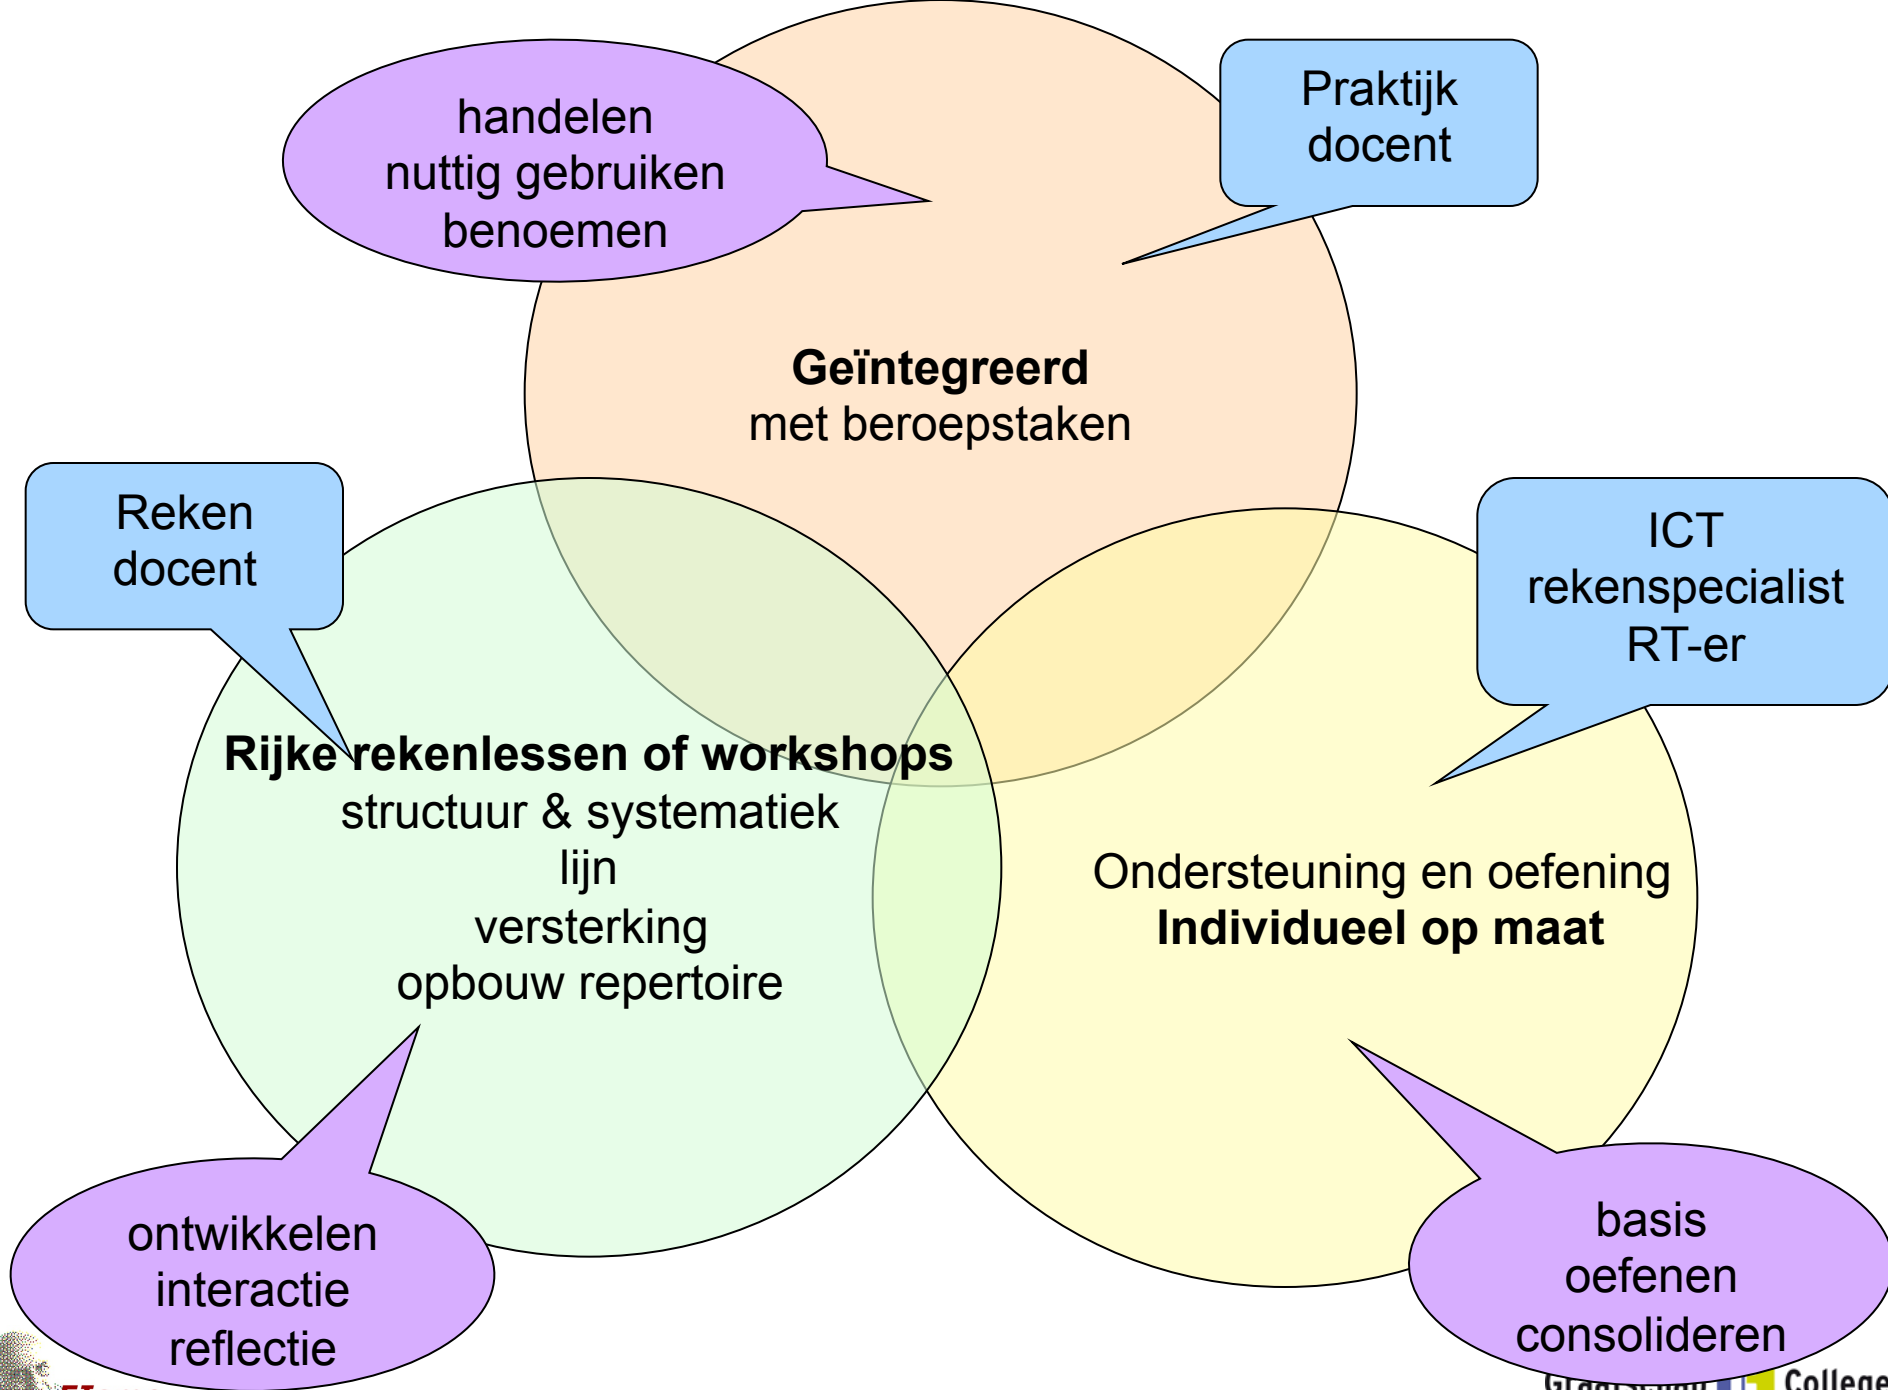 handelen
nuttig gebruiken
benoemen
Praktijk
docent
Geïntegreerd
met beroepstaken
Reken
docent
ICT
rekenspecialist
RT-er
Rijke rekenlessen of workshops
structuur & systematiek
lijn
versterking
opbouw repertoire
Ondersteuning en oefening
Individueel op maat
ontwikkelen
interactie
reflectie
basis
oefenen
consolideren
College